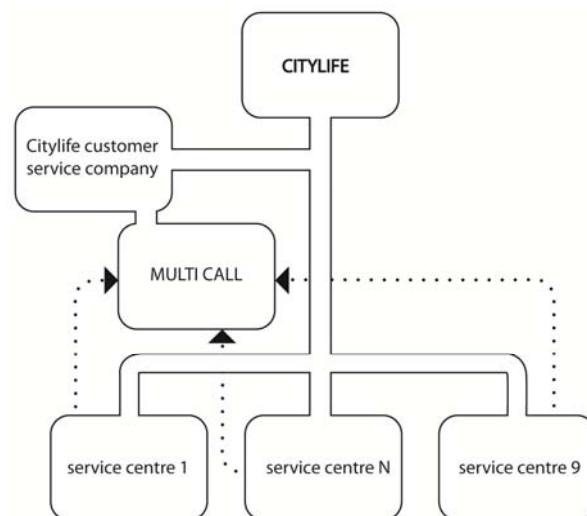 CITYLIFE
Citylife customer
service company
MULTI CALL
service centre 1
service centre N
service centre 9